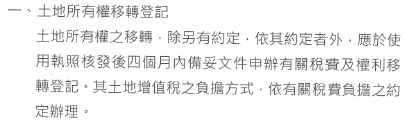 一、土地所有權移轉登記
土地所有權之移轉，除另有約定，依其約定者外，應於使
用執照核發後四個月內備妥文件申辦有關稅費及權利移
轉登記。其土地增值稅之負擔方式，依有關稅費負擔之約
定辦理。